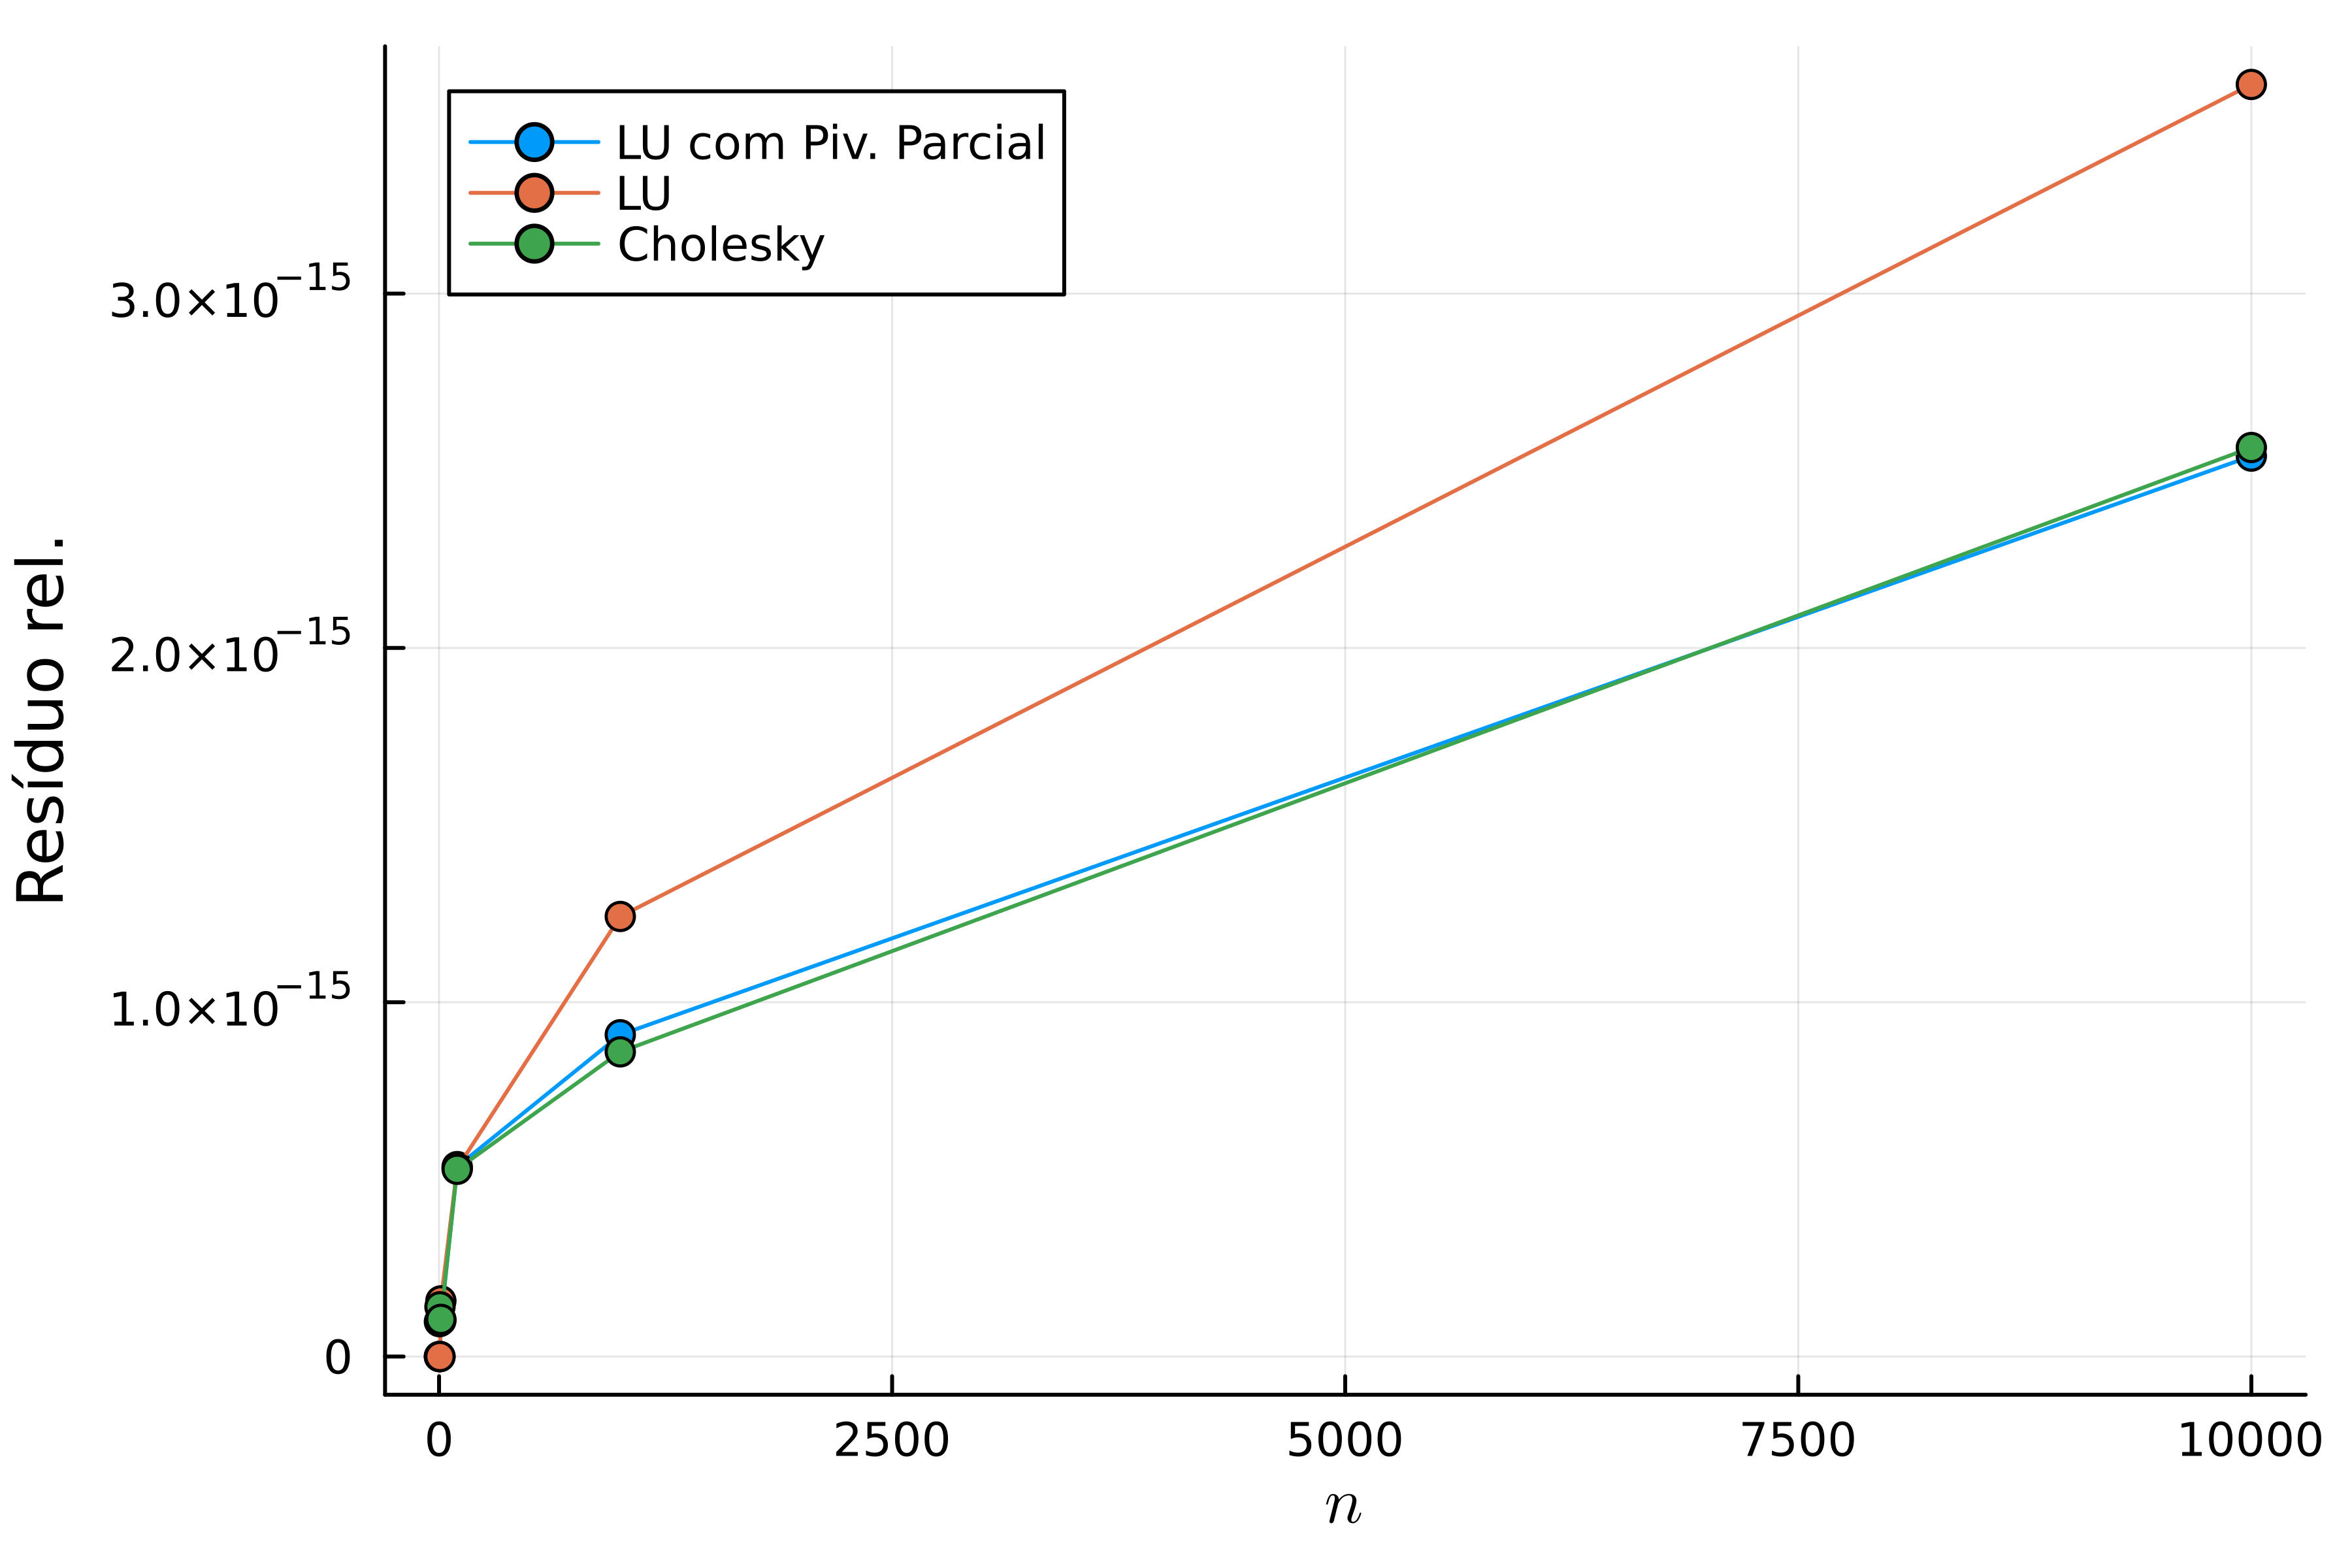 LU com Piv. Parcial
LU
Cholesky
3.0×10⁻¹⁵
2.0×10⁻¹⁵
1.0×10⁻¹⁵
0
Resíduo rel.
0 2500 5000 7500 10000
n